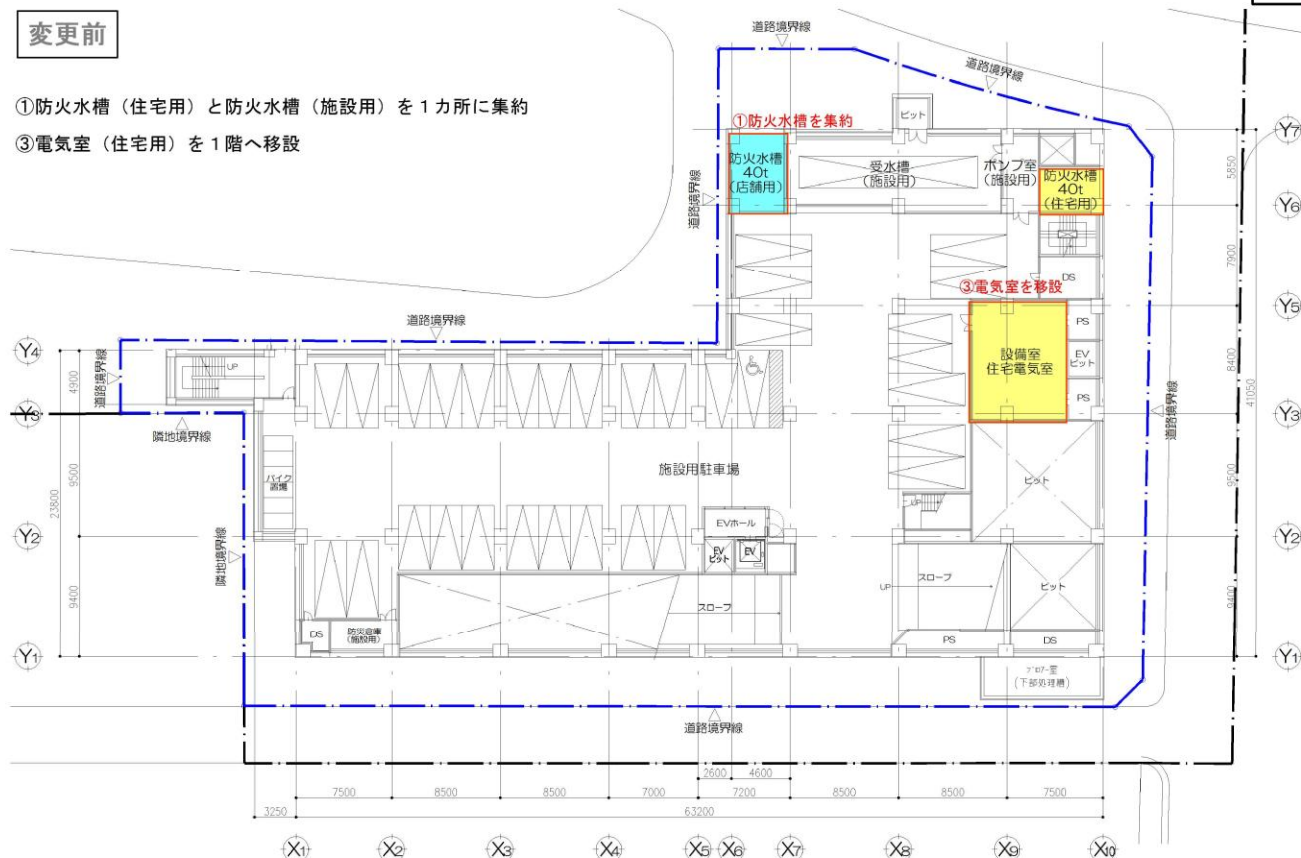 変更前
①防火水槽（住宅用）と防火水槽（施設用）を１カ所に集約
③電気室（住宅用）を１階へ移設
道路境界線
道路境界線
ピット
①防火水槽を集約
防火水槽
40t
(店舗用)
受水槽
(施設用)
ポンプ室
(施設用)
防火水槽
40t
(住宅用)
道路境界線
DS
③電気室を移設
設備室
住宅電気室
PS
EV
ピット
PS
道路境界線
道路境界線
UP
道路境界線
隣地境界線
バイク
置場
施設用駐車場
ピット
UP
EVホール
EV
ピット
EV
隣地境界線
スロープ
UP
スロープ
ピット
DS
防災倉庫
(施設用)
PS
DS
ブロアー室
(下部処理槽)
道路境界線
Y4
Y3
Y2
Y1
4900
9500
9400
23800
Y7
Y6
Y5
Y4
Y3
Y2
Y1
5850
7900
8400
9500
9400
41050
2600
4600
3250
7500
8500
8500
7000
7200
8500
8500
7500
63200
X1
X2
X3
X4
X5
X6
X7
X8
X9
X10